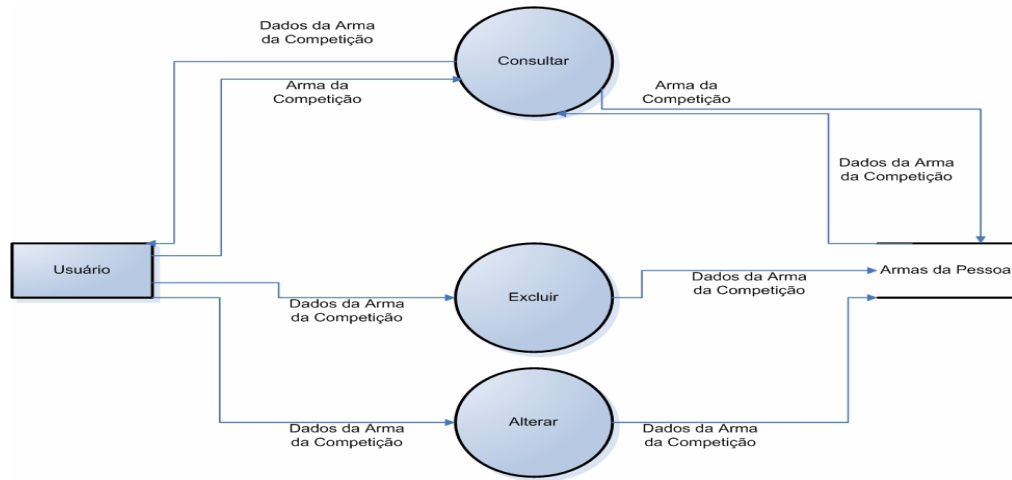 Dados da Arma
da Competição
Consultar
Arma da
Competição
Arma da
Competição
Dados da Arma
da Competição
Usuário
Armas da Pessoa
Dados da Arma
da Competição
Excluir
Dados da Arma
da Competição
Alterar
Dados da Arma
da Competição
Dados da Arma
da Competição